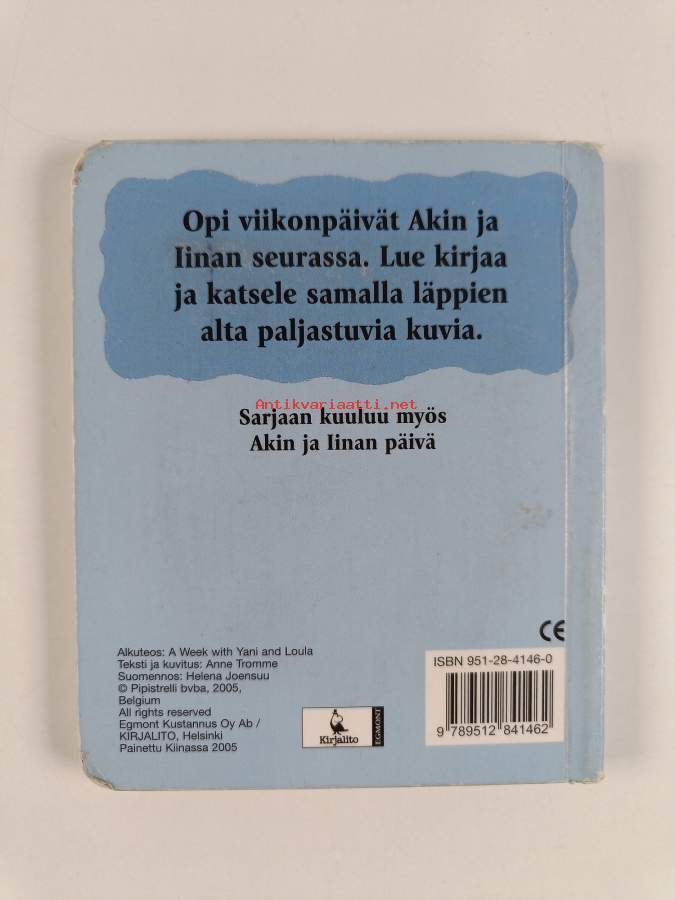 Opi viikonpäivät Akin ja
Iinan seurassa. Lue kirjaa
ja katsele samalla läppien
alta paljastuvia kuvia.
Antikvariaatti.net
Sarjaan kuuluu myös
Akin ja Iinan päivä
CE
Alkuteos: A Week with Yani and Loula
Teksti ja kuvitus: Anne Tromme
Suomennos: Helena Joensuu
© Pipistrelli bvba, 2005,
Belgium
All rights reserved
Egmont Kustannus Oy Ab /
KIRJALITO, Helsinki
Painettu Kiinassa 2005
Kirjalito
EGMONT
ISBN 951-28-4146-0
9 789512 841462